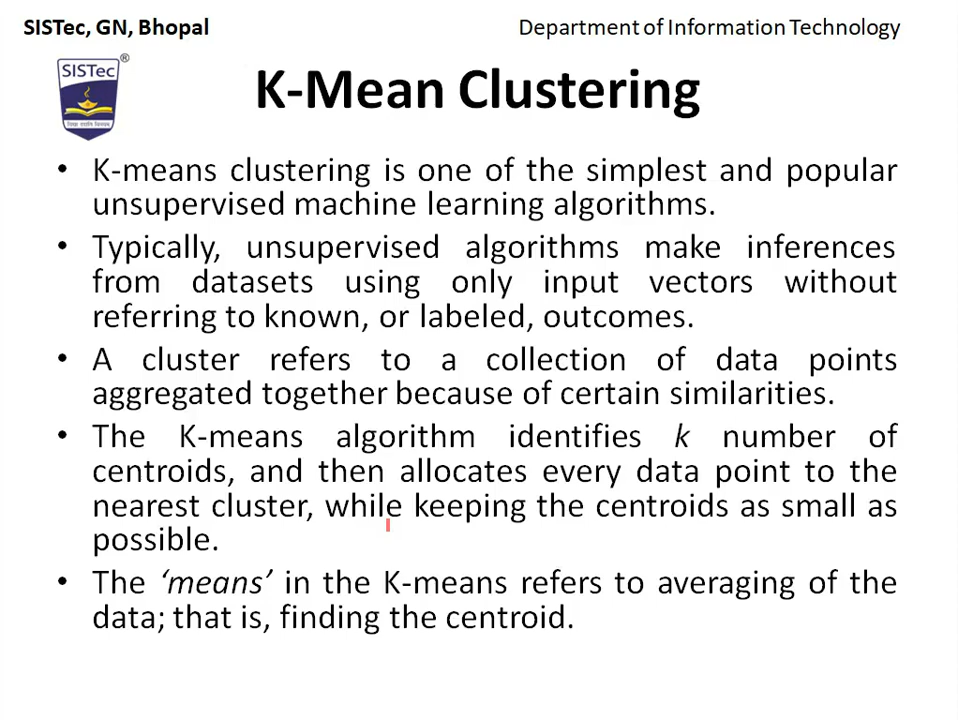 SISTec, GN, Bhopal
Department of Information Technology
SISTec
®
K-Mean Clustering
• K-means clustering is one of the simplest and popular
unsupervised machine learning algorithms.
• Typically, unsupervised algorithms make inferences
from datasets using only input vectors without
referring to known, or labeled, outcomes.
• A cluster refers to a collection of data points
aggregated together because of certain similarities.
• The K-means algorithm identifies k number of
centroids, and then allocates every data point to the
nearest cluster, while keeping the centroids as small as
possible.
• The ‘means’ in the K-means refers to averaging of the
data; that is, finding the centroid.